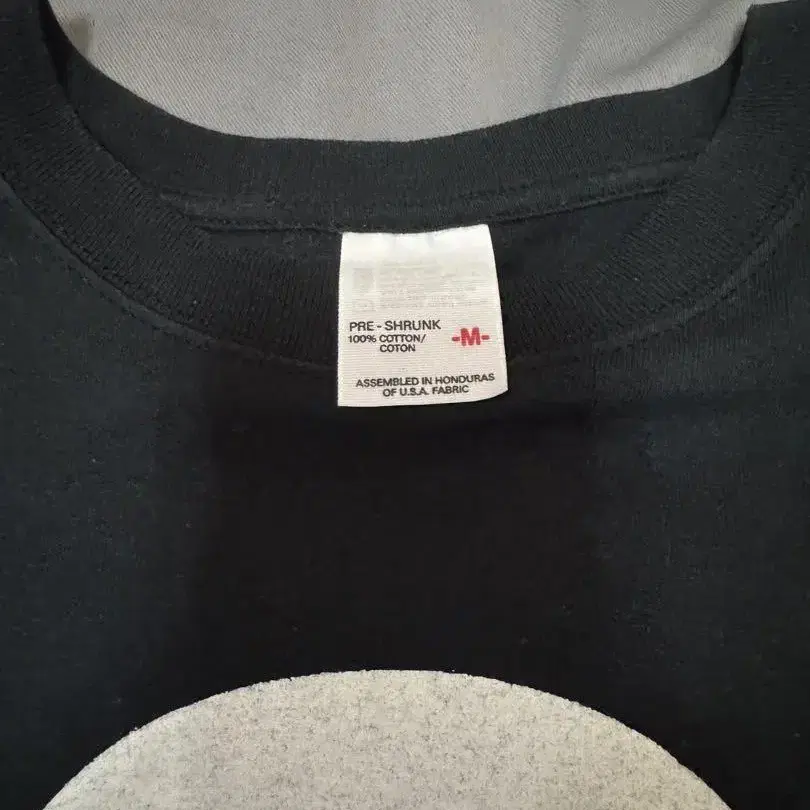 PRE-SHRUNK
100% COTTON/
COTON
-M-
ASSEMBLED IN HONDURAS
OF U.S.A. FABRIC